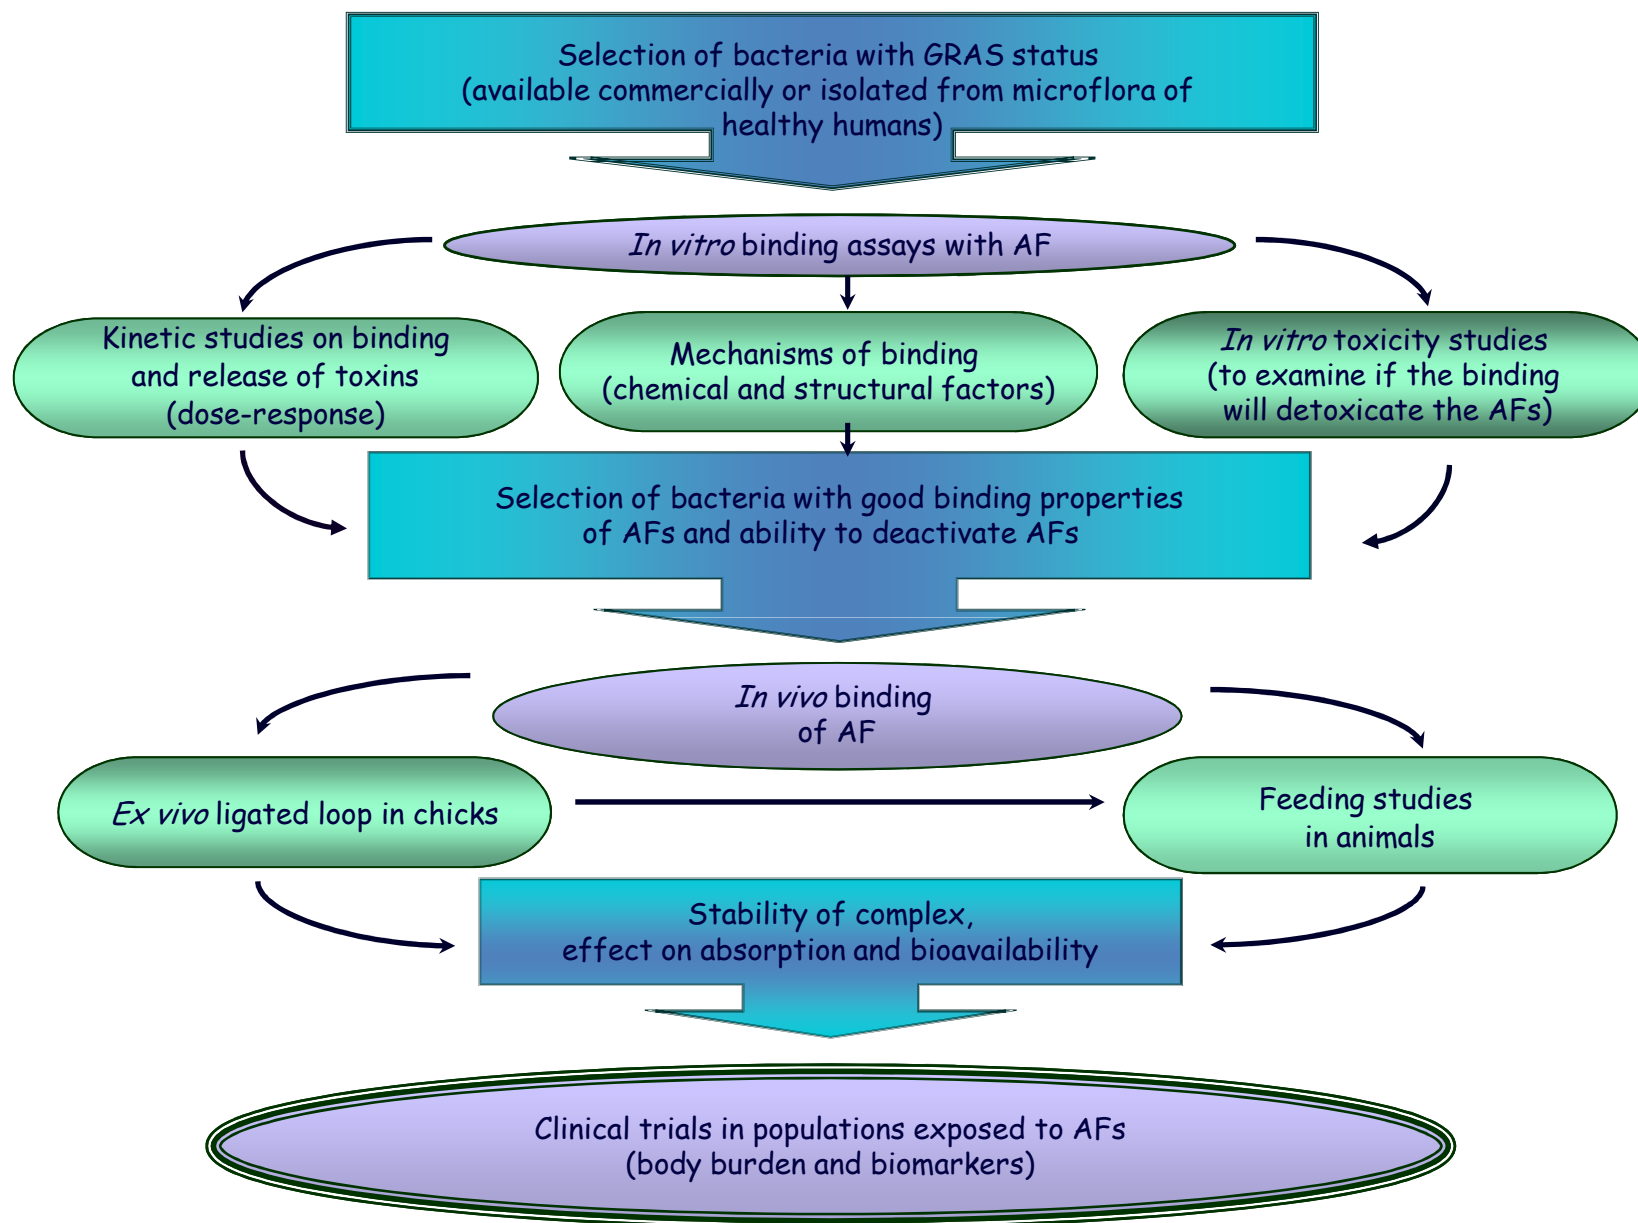 Selection of bacteria with GRAS status
(available commercially or isolated from microflora of
healthy humans)
In vitro binding assays with AF
Kinetic studies on binding
and release of toxins
(dose-response)
Mechanisms of binding
(chemical and structural factors)
In vitro toxicity studies
(to examine if the binding
will detoxicate the AFs)
Selection of bacteria with good binding properties
of AFs and ability to deactivate AFs
In vivo binding
of AF
Ex vivo ligated loop in chicks
Feeding studies
in animals
Stability of complex,
effect on absorption and bioavailability
Clinical trials in populations exposed to AFs
(body burden and biomarkers)